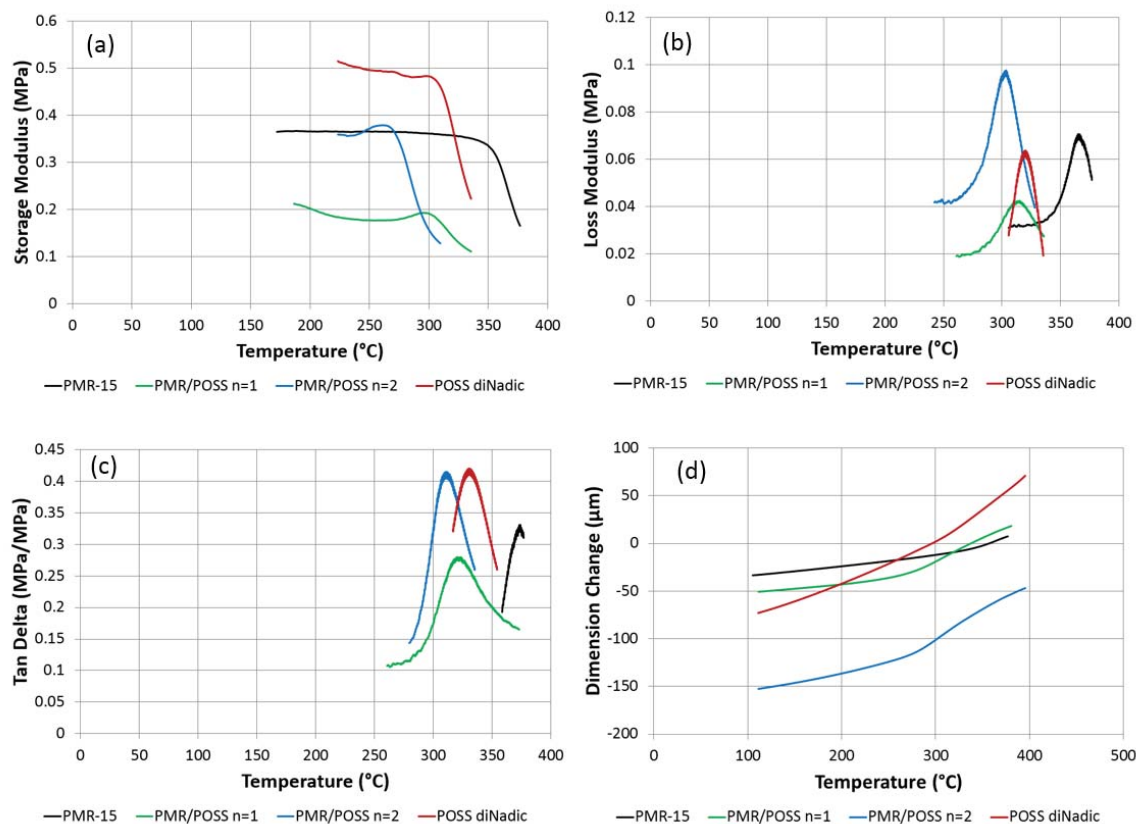 (a)
Storage Modulus (MPa)
0.6
0.5
0.4
0.3
0.2
0.1
0
0 50 100 150 200 250 300 350 400
Temperature (°C)
PMR-15 PMR/POSS n=1 PMR/POSS n=2 POSS diNadic
(b)
Loss Modulus (MPa)
0.12
0.1
0.08
0.06
0.04
0.02
0
0 50 100 150 200 250 300 350 400
Temperature (°C)
PMR-15 PMR/POSS n=1 PMR/POSS n=2 POSS diNadic
(c)
Tan Delta (MPa/MPa)
0.45
0.4
0.35
0.3
0.25
0.2
0.15
0.1
0.05
0
0 50 100 150 200 250 300 350 400
Temperature (°C)
PMR-15 PMR/POSS n=1 PMR/POSS n=2 POSS diNadic
(d)
Dimension Change (μm)
100
50
0
-50
-100
-150
-200
0 100 200 300 400 500
Temperature (°C)
PMR-15 PMR/POSS n=1 PMR/POSS n=2 POSS diNadic